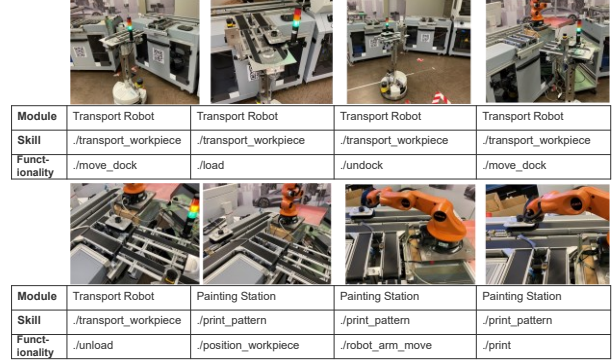 Module Transport Robot Transport Robot Transport Robot Transport Robot
Skill ./transport_workpiece ./transport_workpiece ./transport_workpiece ./transport_workpiece
Funct-
ionality ./move_dock ./load ./undock ./move_dock
Module Transport Robot Painting Station Painting Station Painting Station
Skill ./transport_workpiece ./print_pattern ./print_pattern ./print_pattern
Funct-
ionality ./unload ./position_workpiece ./robot_arm_move ./print